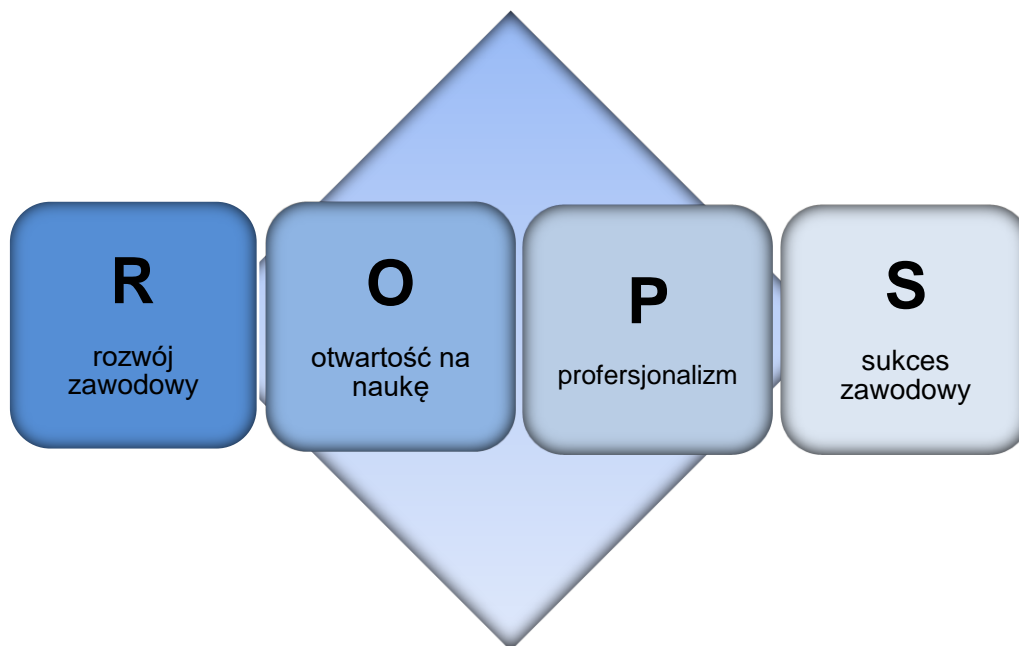 R
rozwój
zawodowy
O
otwartość na
naukę
P
profersjonalizm
S
sukces
zawodowy